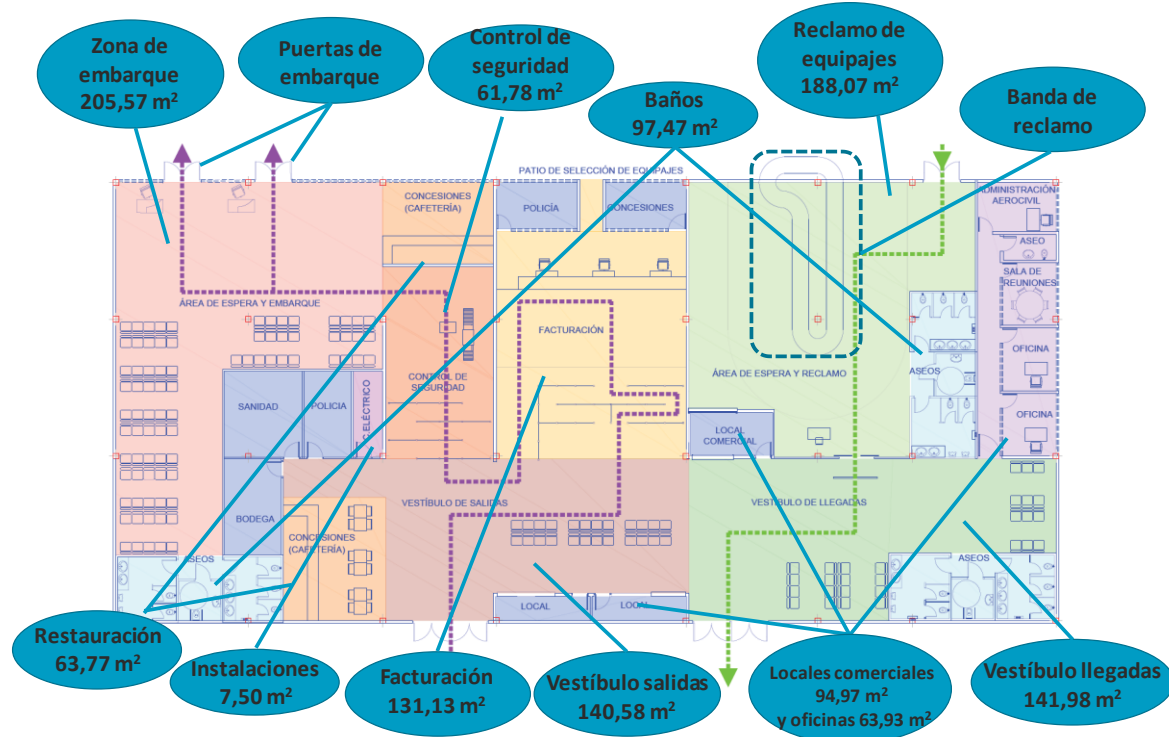 Zona de
embarque
205,57 m²
Puertas de
embarque
Control de
seguridad
61,78 m²
Baños
97,47 m²
Reclamo de
equipajes
188,07 m²
Banda de
reclamo
PATIO DE SELECCIÓN DE EQUIPAJES
CONCESIONES
(CAFETERÍA)
POLICÍA
CONCESIONES
ADMINISTRACIÓN
AEROCIVIL
ASEO
SALA DE
REUNIONES
ÁREA DE ESPERA Y EMBARQUE
FACTURACIÓN
OFICINA
CONTROL DE
SEGURIDAD
ÁREA DE ESPERA Y RECLAMO
ASEOS
SANIDAD
POLICIA
C.ELÉCTRICO
LOCAL
COMERCIAL
OFICINA
VESTÍBULO DE SALIDAS
VESTÍBULO DE LLEGADAS
BODEGA
CONCESIONES
(CAFETERÍA)
ASEOS
ASEOS
LOCAL
LOCAL
Restauración
63,77 m²
Instalaciones
7,50 m²
Facturación
131,13 m²
Vestíbulo salidas
140,58 m²
Locales comerciales
94,97 m²
y oficinas 63,93 m²
Vestíbulo llegadas
141,98 m²